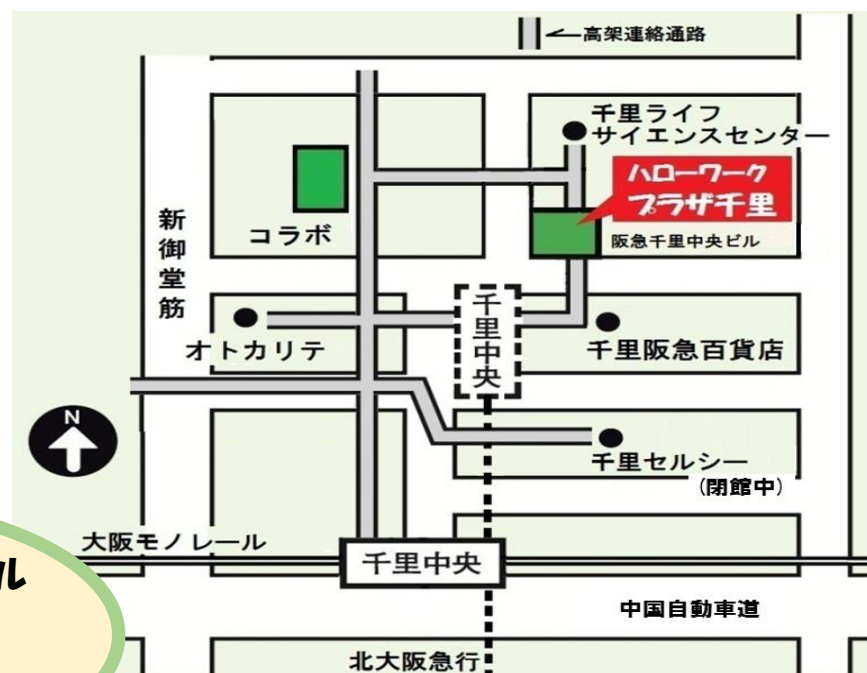 高架連絡通路
千里ライフ
サイエンスセンター
ハローワーク
プラザ千里
阪急千里中央ビル
コラボ
新御堂筋
千里中央
オトカリテ
千里阪急百貨店
N
千里セルシー
(閉館中)
大阪モノレール
千里中央
中国自動車道
北大阪急行
ル